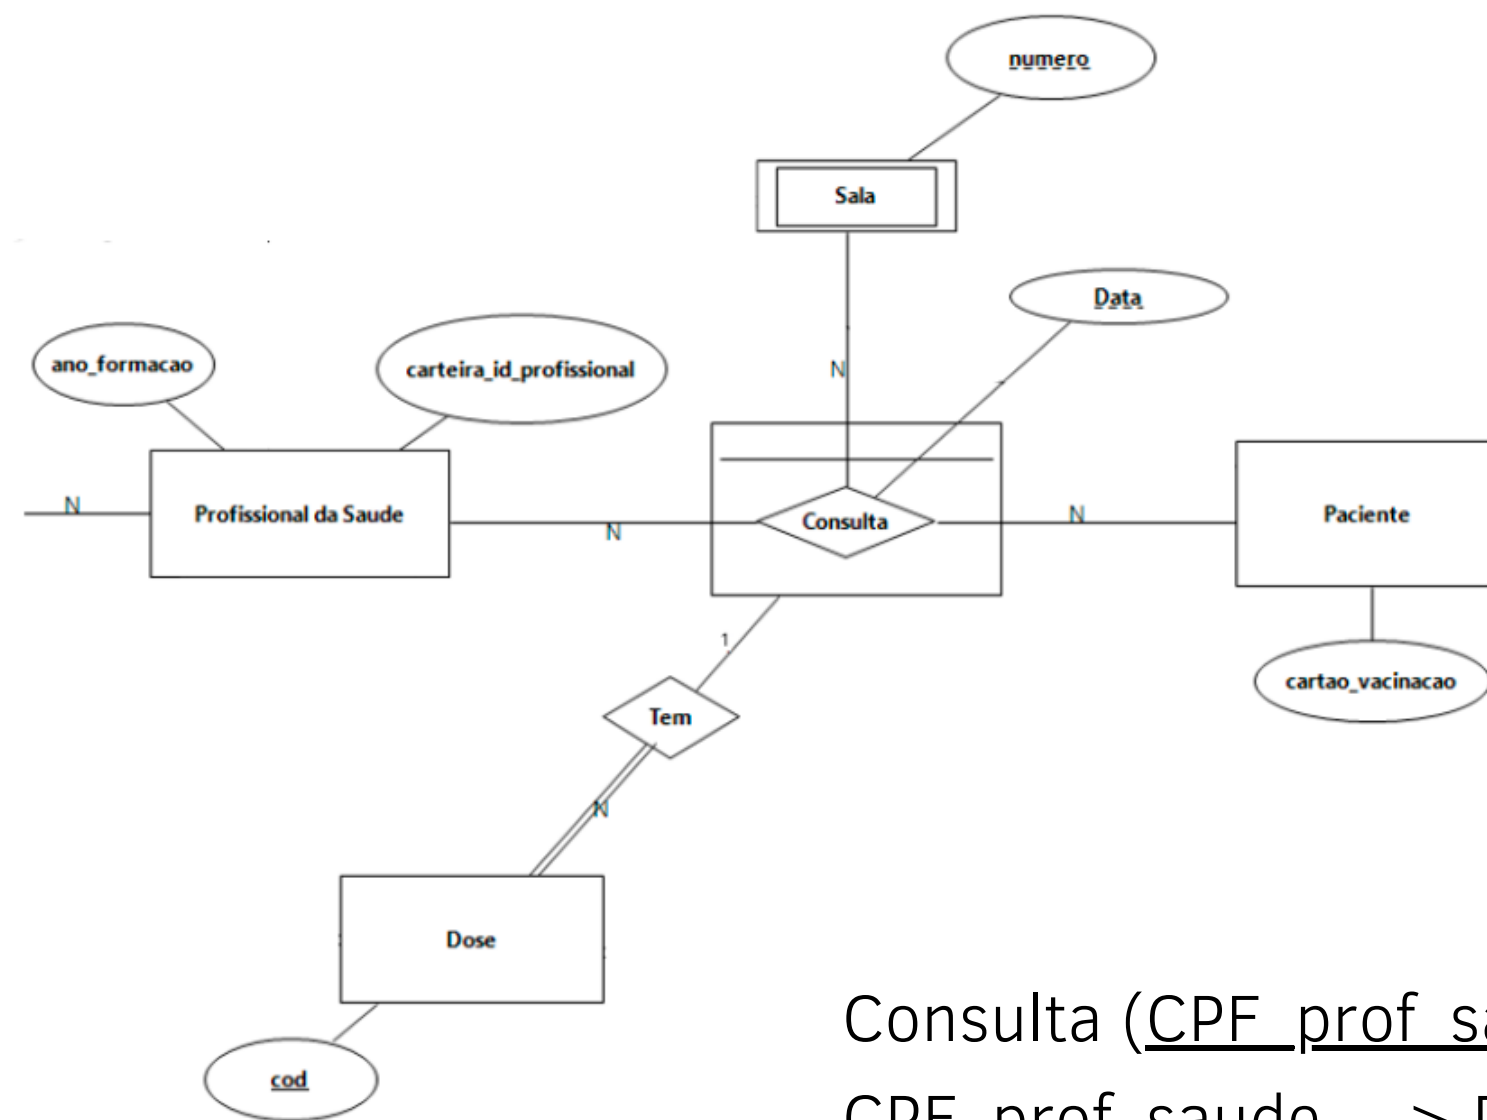 numero
Sala
Data
N
ano_formacao
carteira_id_profissional
N
Profissional da Saude
N
Consulta
N
Paciente
1
cartao_vacinacao
Tem
N
Dose
cod
Consulta (CPF_prof_sa
CPF_prof_saude -->